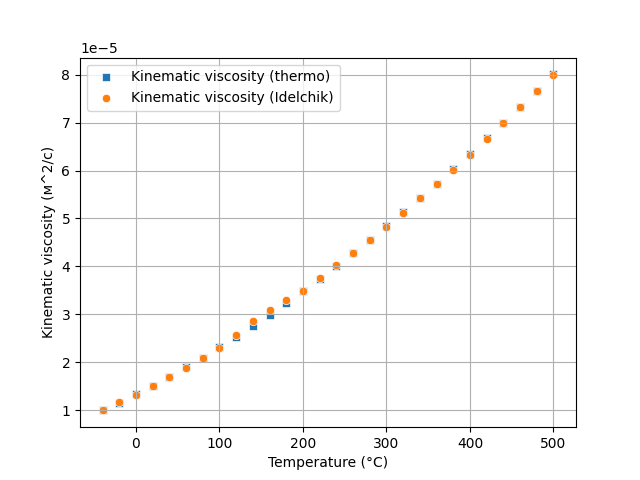 1e−5
Kinematic viscosity (thermo)
Kinematic viscosity (Idelchik)
8
7
6
5
4
3
2
1
Kinematic viscosity (м^2/с)
0 100 200 300 400 500
Temperature (°C)